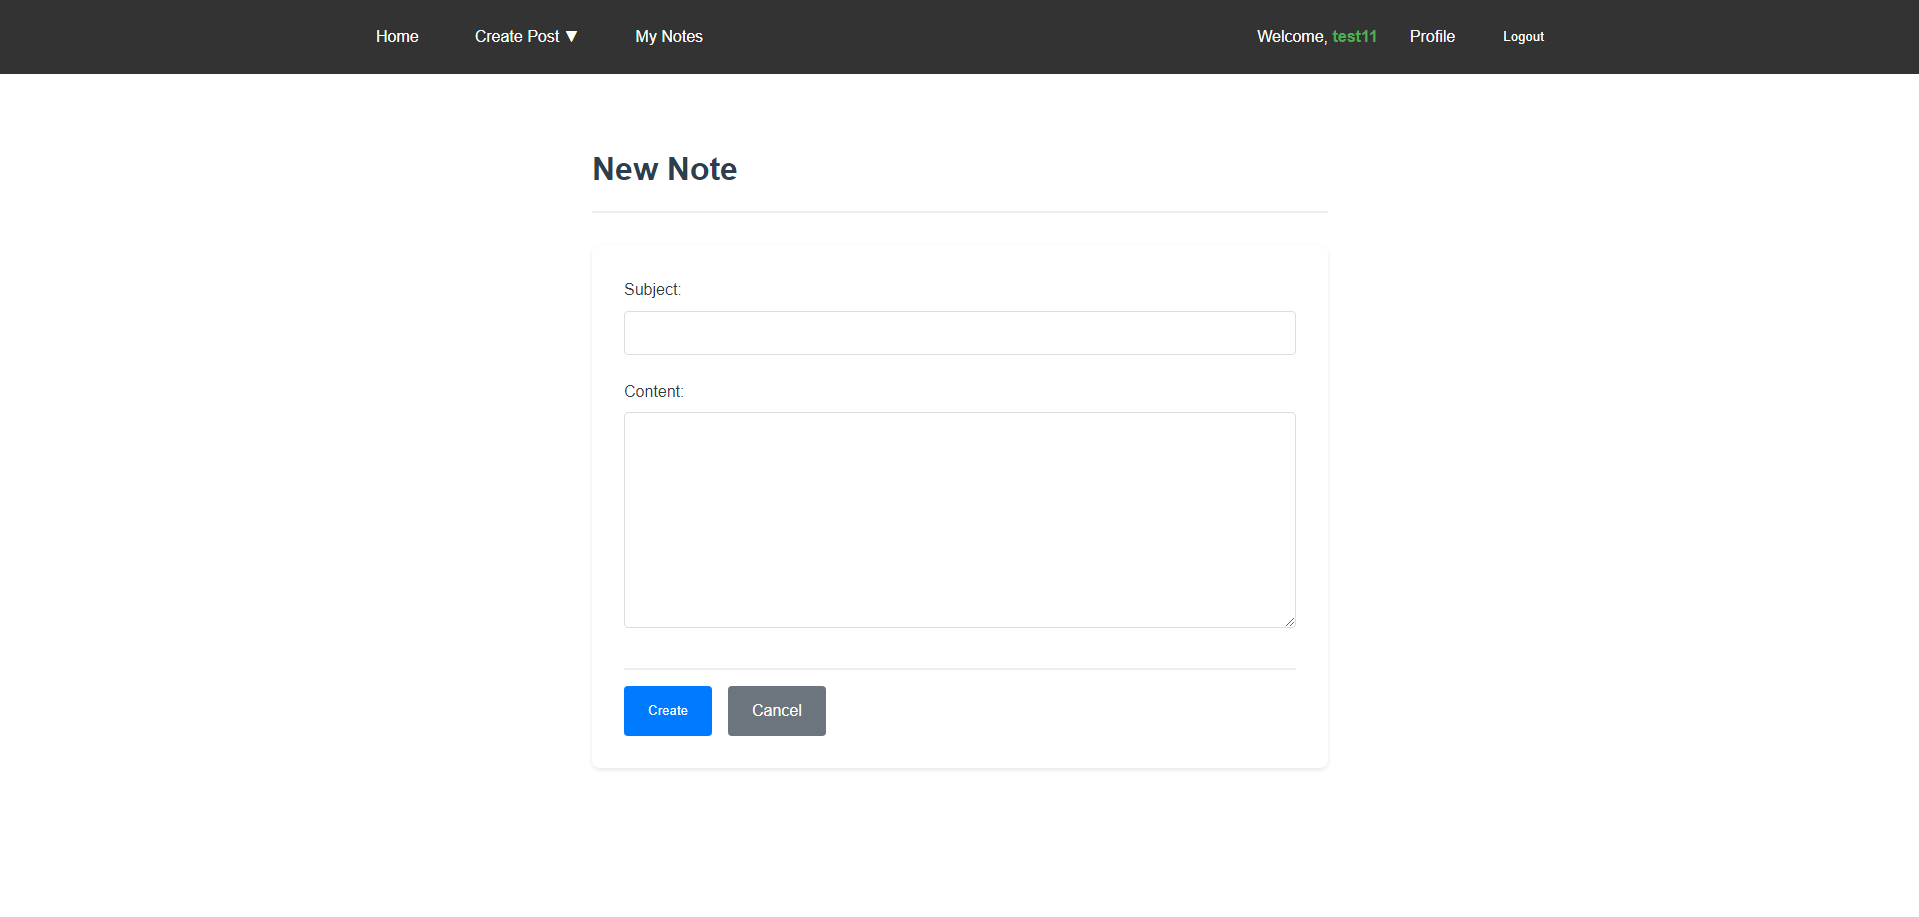 Home Create Post ▼ My Notes Welcome, test11 Profile Logout
New Note
Subject:
Content:
Create Cancel